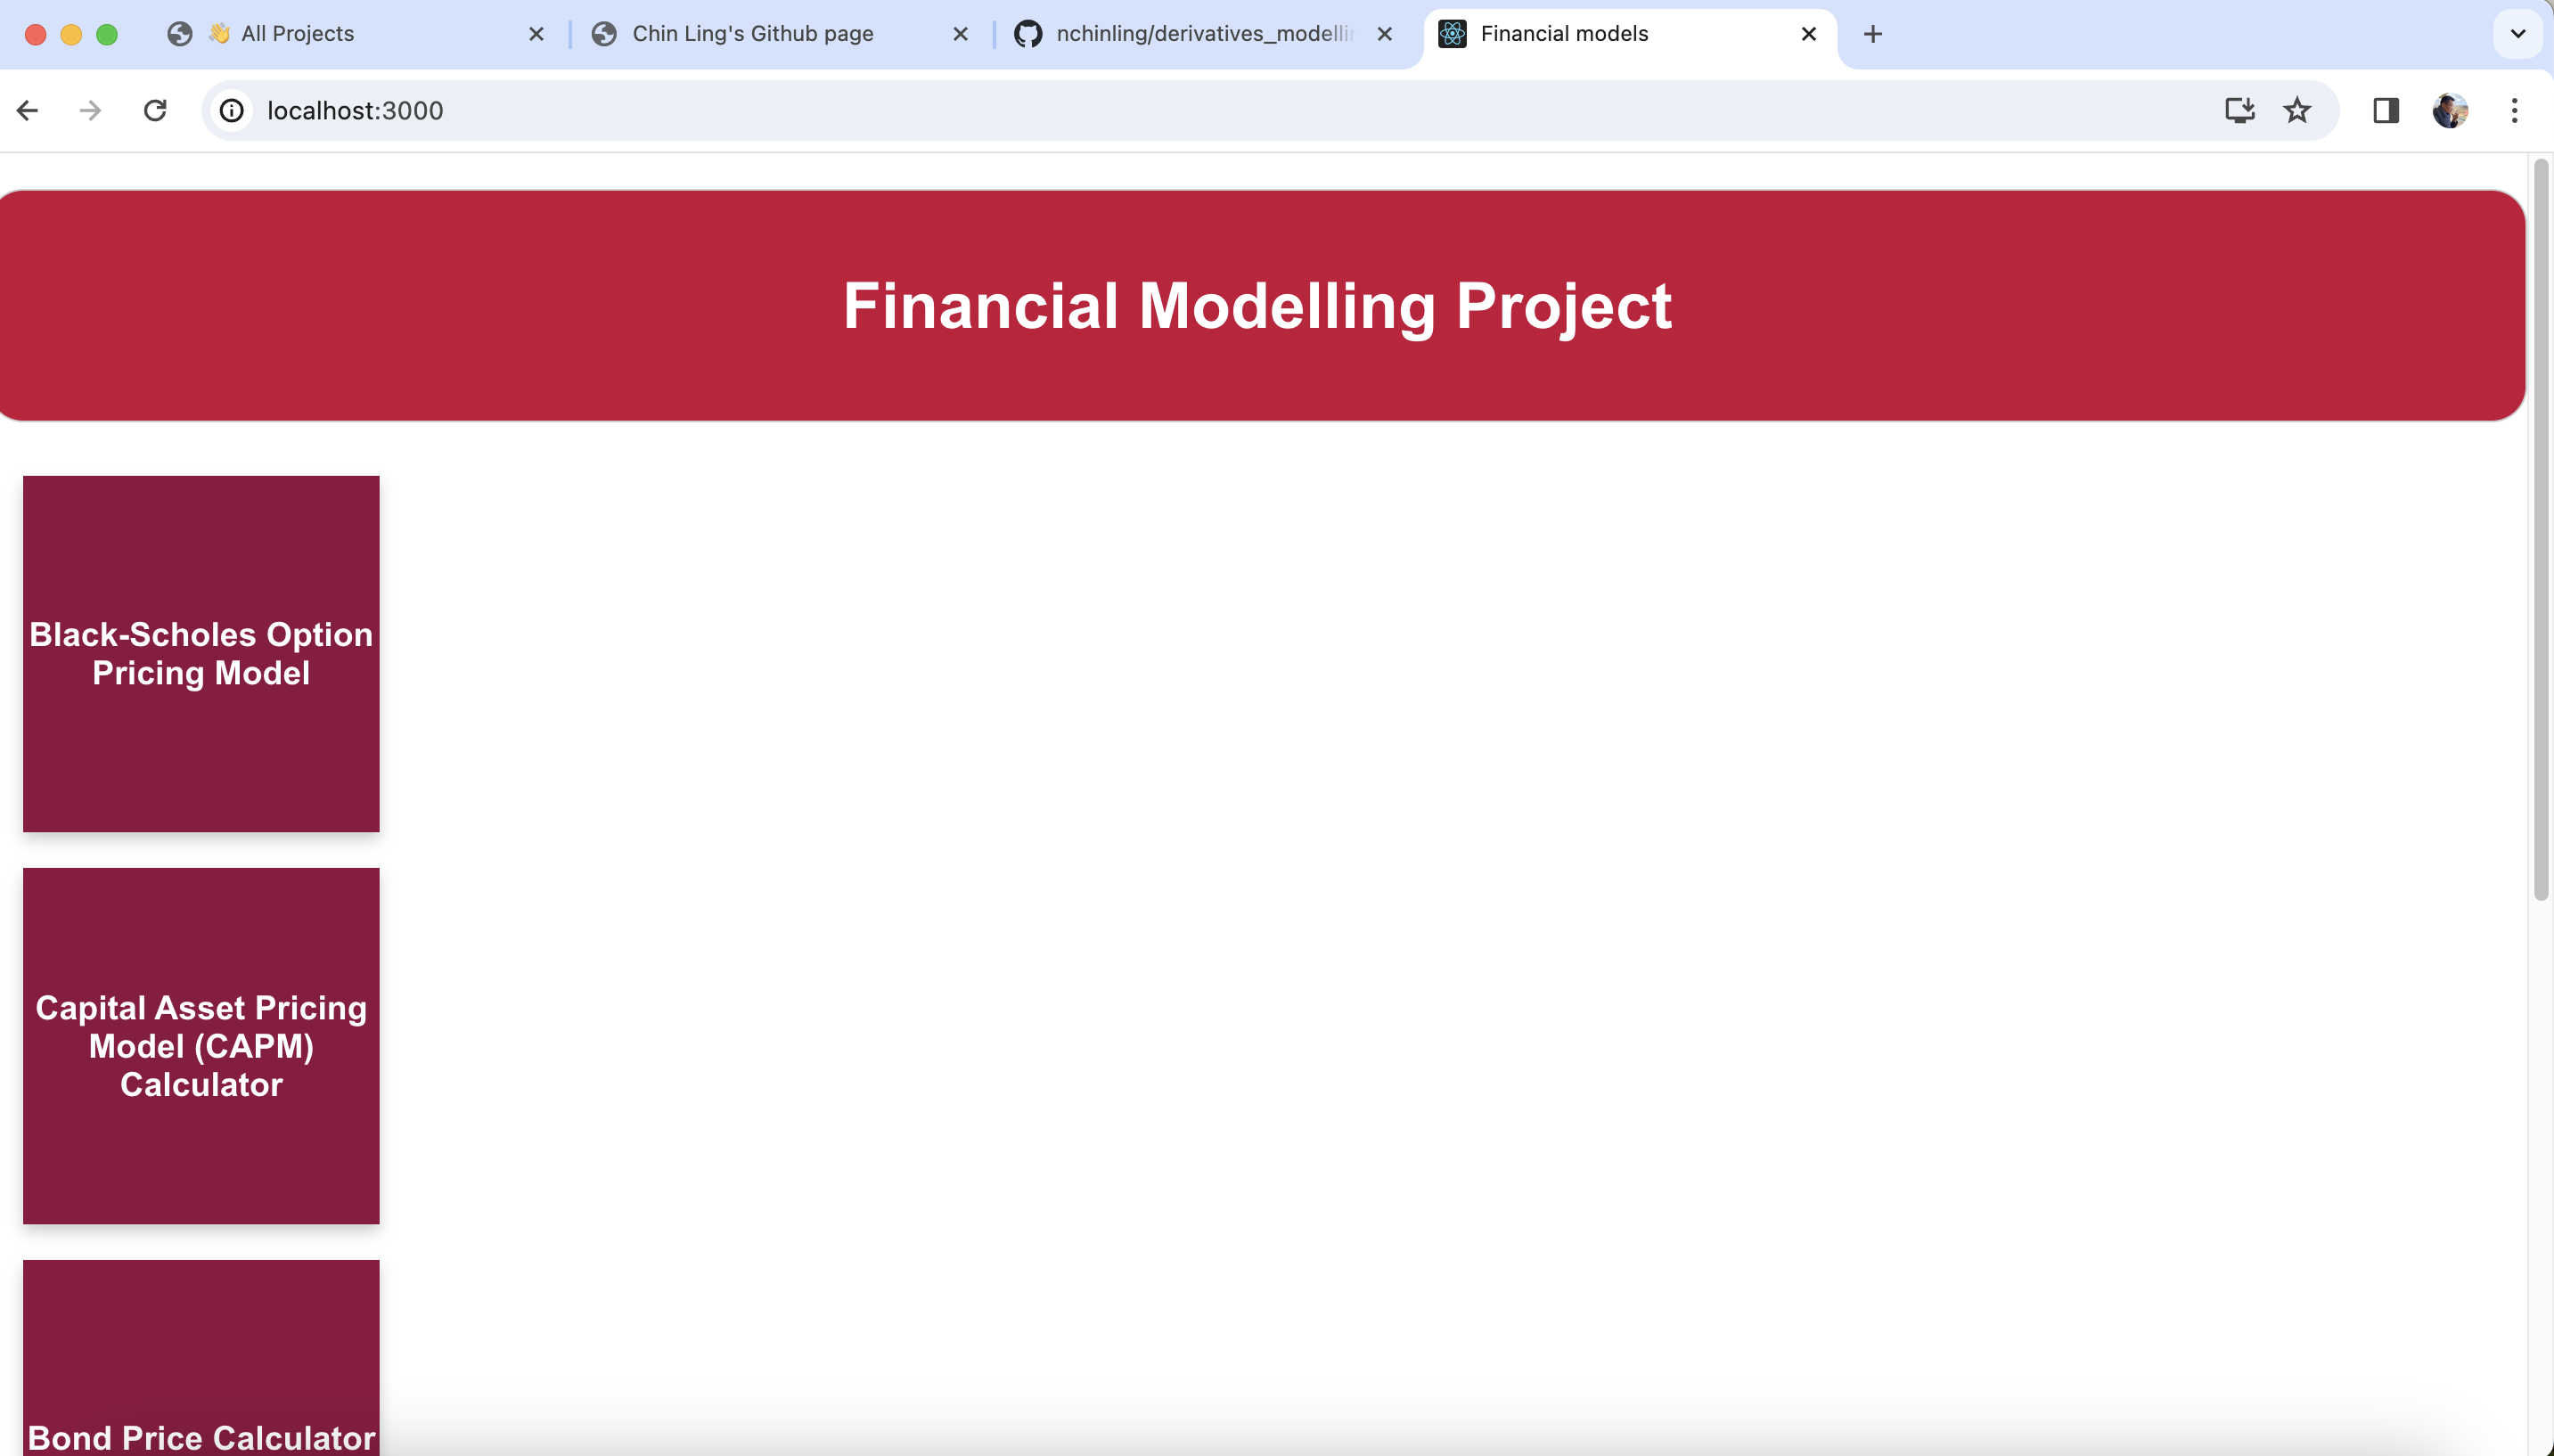 👋 All Projects
Chin Ling's Github page
nchinling/derivatives_modelli
Financial models
localhost:3000
Financial Modelling Project
Black-Scholes Option
Pricing Model
Capital Asset Pricing
Model (CAPM)
Calculator
Bond Price Calculator